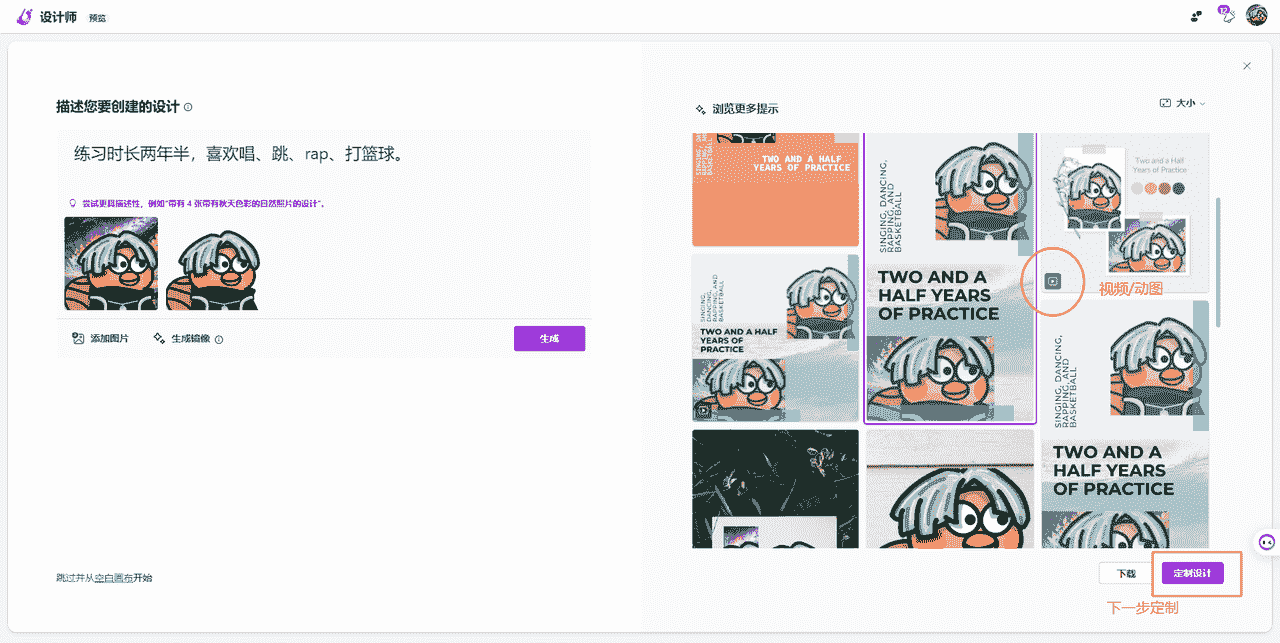 设计师 预览
12
描述您要创建的设计
练习时长两年半，喜欢唱、跳、rap、打篮球。
尝试更具描述性，例如“带有 4 张带有秋天色彩的自然照片的设计”。
添加图片
生成镜像
生成
跳过并从空白画布开始
浏览更多提示
大小
TWO AND A HALF
YEARS OF PRACTICE
SINGING, DANCING,
RAPPING, AND
BASKETBALL
TWO AND A HALF
YEARS OF
PRACTICE
SINGING, DANCING,
RAPPING, AND
BASKETBALL
TWO AND A
HALF YEARS
OF PRACTICE
Two and a Half
Years of Practice
视频/动图
SINGING, DANCING,
RAPPING, AND
BASKETBALL
TWO AND A
HALF YEARS
OF PRACTICE
下载
定制设计
下一步定制